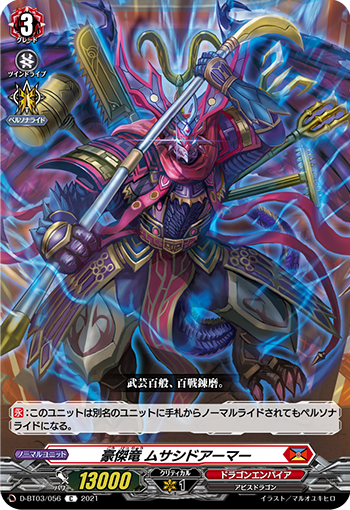 3
グレード
ツインドライブ
ペルソナライド
武芸百般、百戦錬磨。
永:このユニットは別名のユニットに手札からノーマルライドされてもペルソナ
ライドになる。
ノーマルユニット
豪傑竜 ムサシドアーマー
パワー 13000
クリティカル
1
ドラゴンエンパイア
アビスドラゴン
D-BT03/056 C 2021
イラスト/マルオユキヒロ